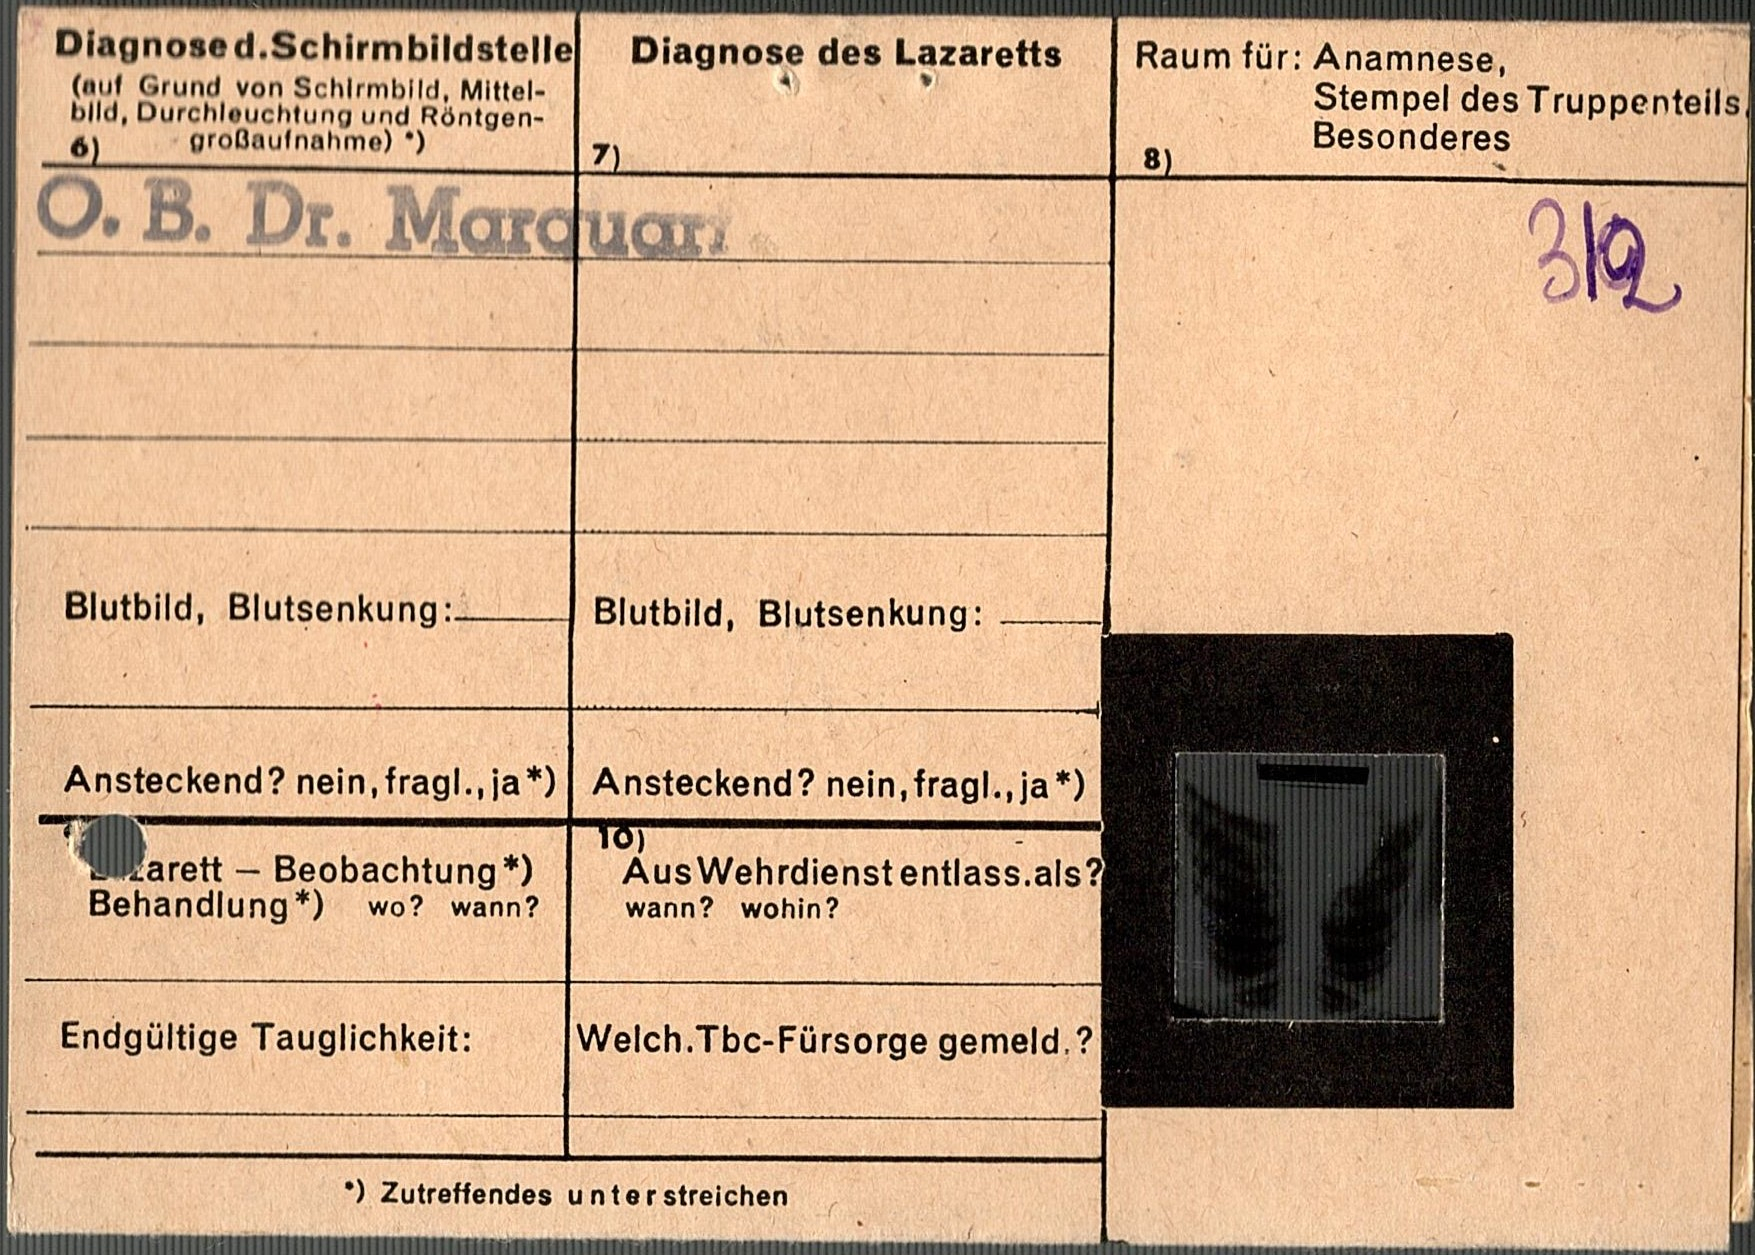 Diagnose d. Schirmbildstelle
(auf Grund von Schirmbild, Mittel-
bild, Durchleuchtung und Röntgen-
großaufnahme) *)
6)
Diagnose des Lazaretts
7)
Raum für: Anamnese,
Stempel des Truppenteils,
Besonderes
8)
O. B. Dr.
Blutbild, Blutsenkung:
Blutbild, Blutsenkung:
Ansteckend? nein, fragl., ja *)
Ansteckend? nein, fragl., ja *)
– Beobachtung *)
Behandlung *) wo? wann?
10)
Aus Wehrdienst entlass. als?
wann? wohin?
Endgültige Tauglichkeit:
Welch. Tbc-Fürsorge gemeld.?
*) Zutreffendes unterstreichen